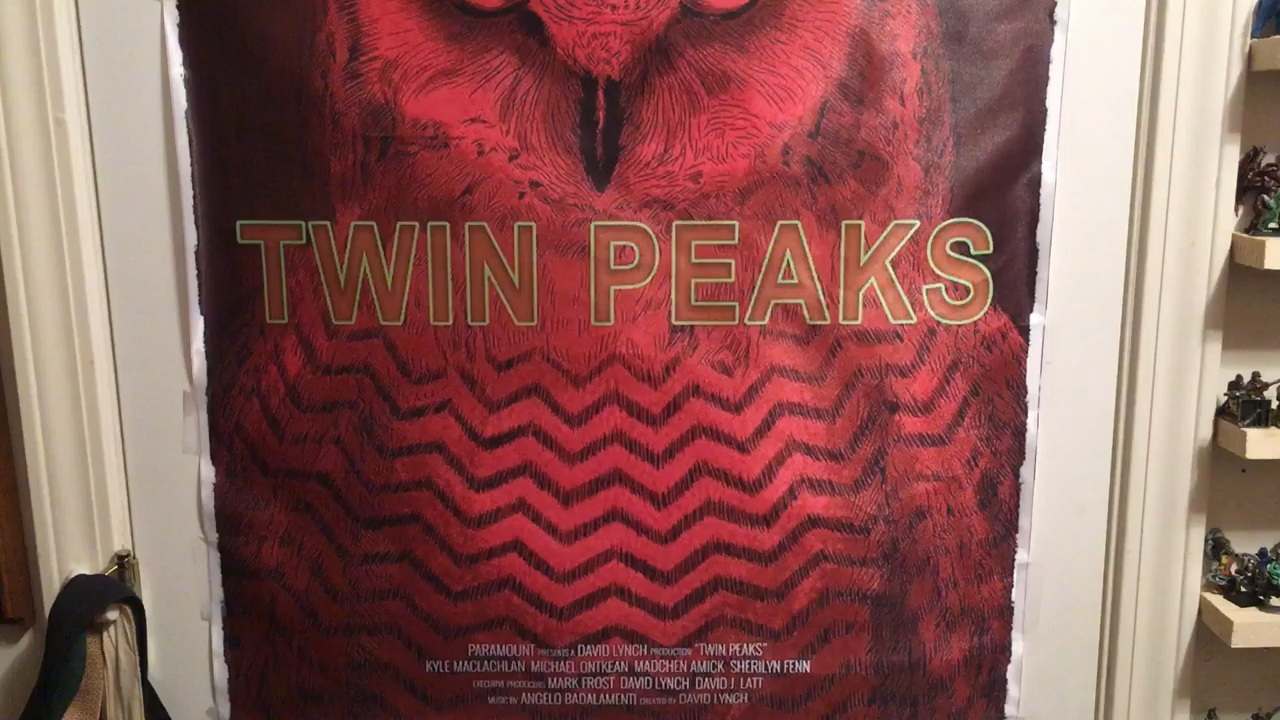 TWIN PEAKS
PARAMOUNT PRESENTS A DAVID LYNCH PRODUCTION "TWIN PEAKS"
KYLE MACLACHLAN MICHAEL ONTKEAN MADCHEN AMICK SHERILYN FENN
EXECUTIVE PRODUCERS MARK FROST DAVID LYNCH DAVID J. LATT
MUSIC BY ANGELO BADALAMENTI CREATED BY DAVID LYNCH